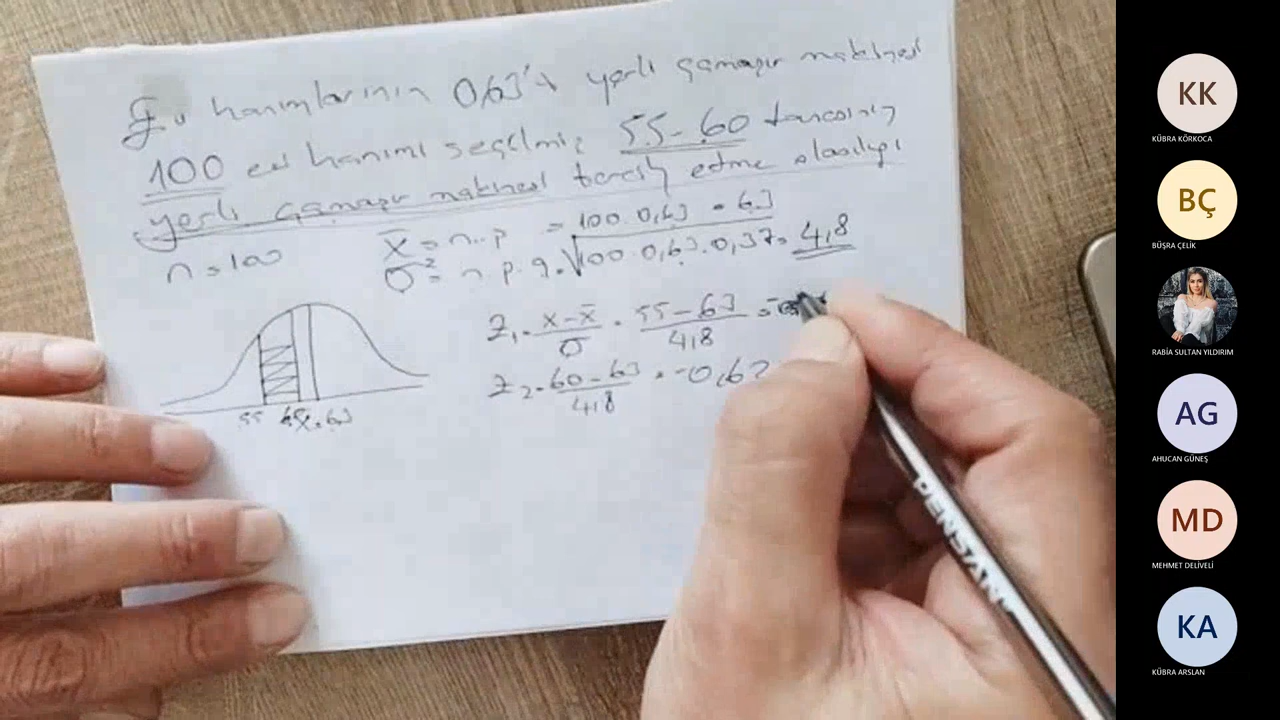 Ev hanımlarının 0,63'ü yerli çamaşır makinesi
100 ev hanımı seçilmiş 55-60 tanesinin
yerli çamaşır makinesi tercih etme olasılığı
n = 100
x̄ = n.p = 100.0,63 = 63
σ² = n.p.q = √100.0,63.0,37 = 4,8
Z₁ = x-x̄/σ = 55-63/4,8 =
Z₂ = 60-63/4,8 = -0,62
55 x̄=63
PENSAN
KK
KÜBRA KÖRKOCA
BÇ
BÜŞRA ÇELİK
RABİA SULTAN YILDIRIM
AG
AHUCAN GÜNEŞ
MD
MEHMET DELİVELİ
KA
KÜBRA ARSLAN